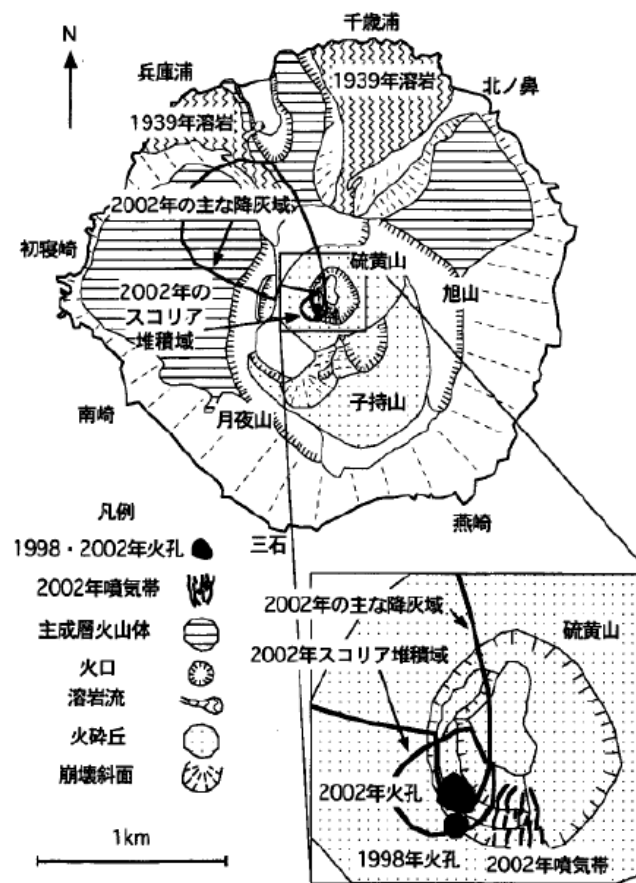 千歳浦
N
兵庫浦
1939年溶岩
北ノ鼻
1939年溶岩
2002年の主な降灰域
初寝崎
硫黄山
旭山
2002年の
スコリア
堆積域
子持山
南崎
月夜山
燕崎
三石
凡例
1998・2002年火孔
2002年噴気帯
主成層火山体
火口
溶岩流
火砕丘
崩壊斜面
1km
2002年の主な降灰域
硫黄山
2002年スコリア堆積域
2002年火孔
1998年火孔
2002年噴気帯